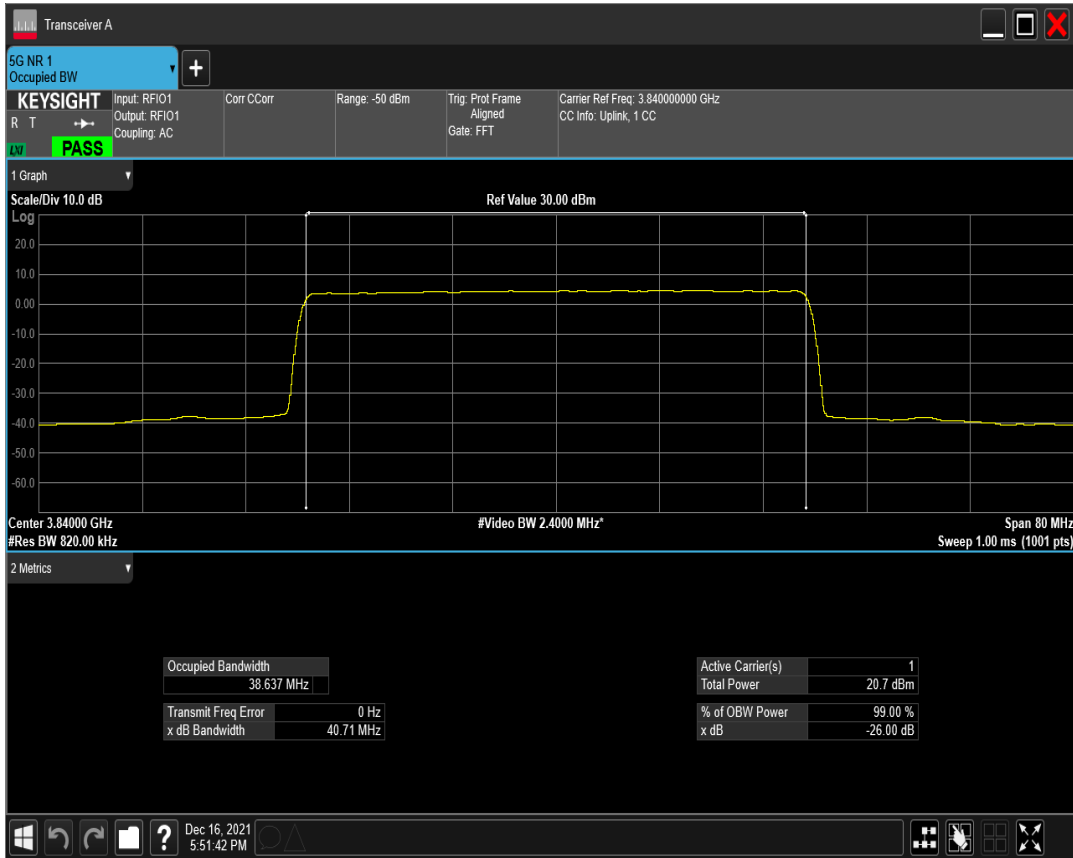 Transceiver A
5G NR 1
Occupied BW
KEYSIGHT
R T
LXI
PASS
Input: RFIO1
Output: RFIO1
Coupling: AC
Corr CCorr
Range: -50 dBm
Trig: Prot Frame
Aligned
Gate: FFT
Carrier Ref Freq: 3.840000000 GHz
CC Info: Uplink, 1 CC
1 Graph
Scale/Div 10.0 dB
Ref Value 30.00 dBm
Log
20.0
10.0
0.00
-10.0
-20.0
-30.0
-40.0
-50.0
-60.0
Center 3.84000 GHz
#Video BW 2.4000 MHz*
Span 80 MHz
#Res BW 820.00 kHz
Sweep 1.00 ms (1001 pts)
2 Metrics
Occupied Bandwidth
38.637 MHz
Transmit Freq Error 0 Hz
x dB Bandwidth 40.71 MHz
Active Carrier(s) 1
Total Power 20.7 dBm
% of OBW Power 99.00 %
x dB -26.00 dB
?
Dec 16, 2021
5:51:42 PM